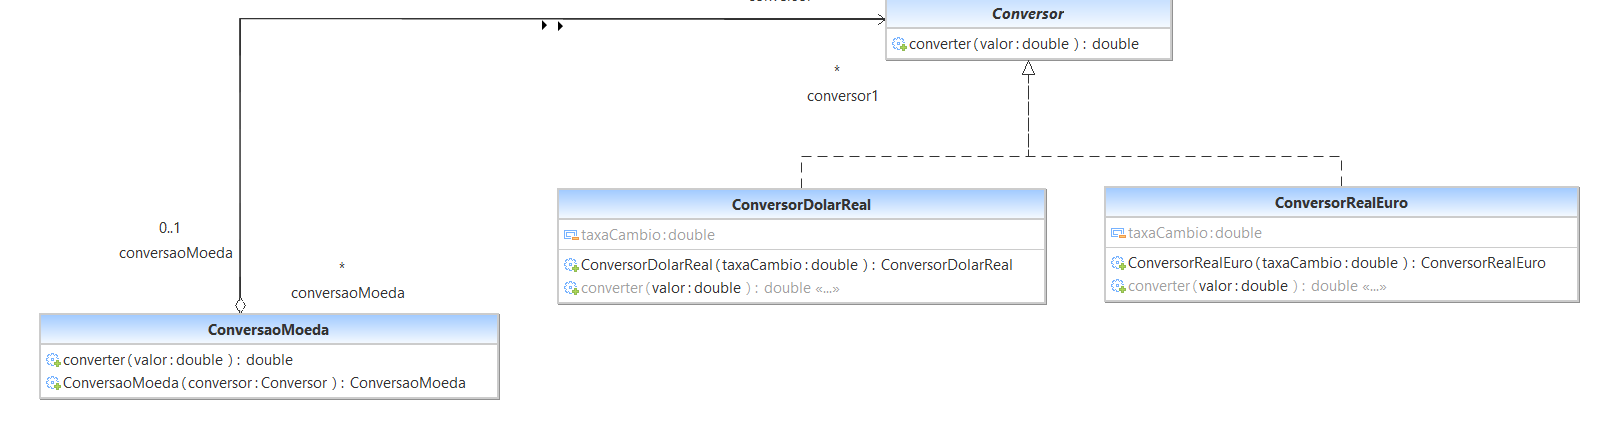 Conversor
converter(valor:double): double
*
conversor1
ConversorDolarReal
taxaCambio:double
ConversorDolarReal(taxaCambio:double): ConversorDolarReal
converter(valor:double): double «...»
ConversorRealEuro
taxaCambio:double
ConversorRealEuro(taxaCambio:double): ConversorRealEuro
converter(valor:double): double «...»
0..1
conversaoMoeda
*
conversaoMoeda
ConversaoMoeda
converter(valor:double): double
ConversaoMoeda(conversor:Conversor): ConversaoMoeda